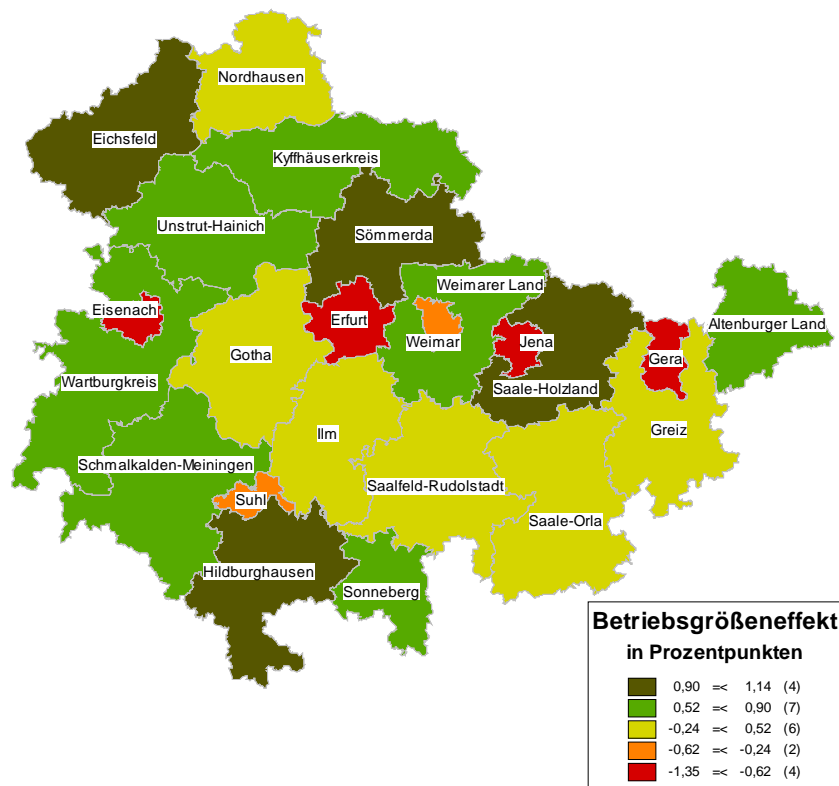 Nordhausen
Eichsfeld
Kyffhäuserkreis
Unstrut-Hainich
Sömmerda
Weimarer Land
Eisenach
Erfurt
Altenburger Land
Weimar
Jena
Gotha
Gera
Wartburgkreis
Saale-Holzland
Greiz
Ilm
Schmalkalden-Meiningen
Saalfeld-Rudolstadt
Suhl
Saale-Orla
Hildburghausen
Sonneberg
Betriebsgrößeneffekt
in Prozentpunkten
0,90 =< 1,14 (4)
0,52 =< 0,90 (7)
-0,24 =< 0,52 (6)
-0,62 =< -0,24 (2)
-1,35 =< -0,62 (4)